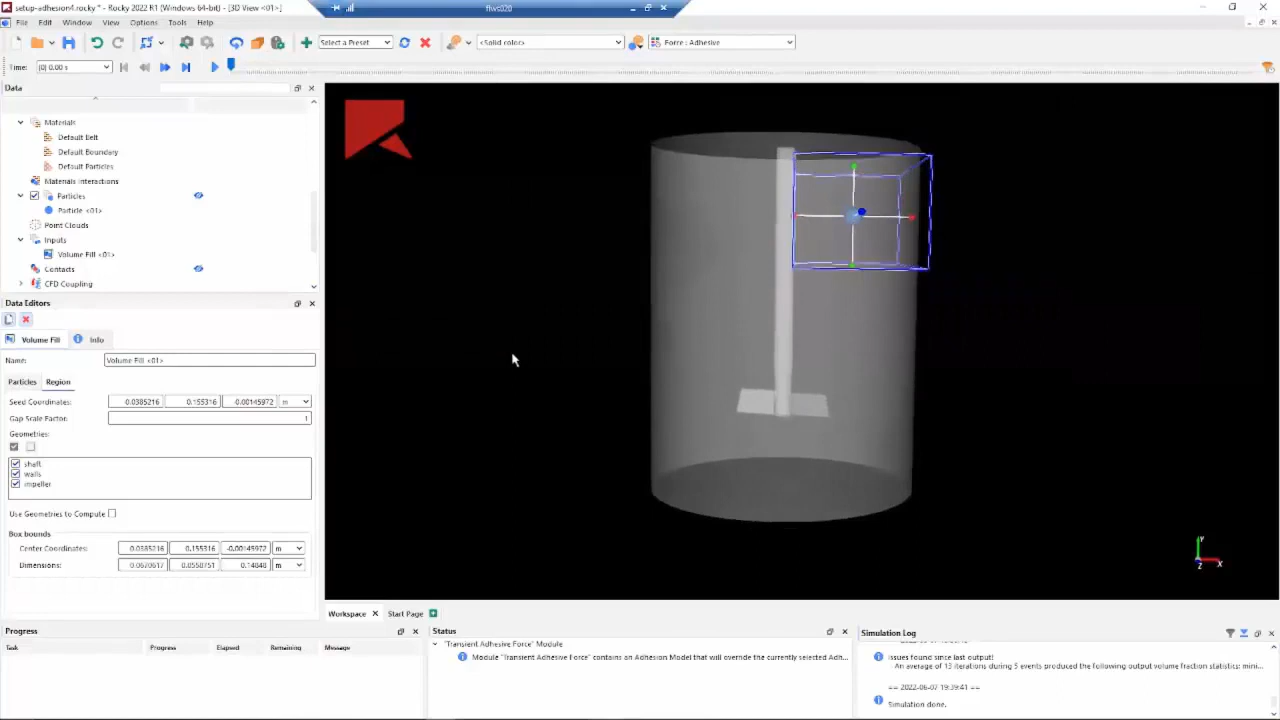 setup-adhesion4.rocky * - Rocky 2022 R1 (Windows 64-bit) - [3D View <01>]
ffws020
File Edit Window View Options Tools Help
Select a Preset
<Solid color>
Force : Adhesive
Time: (0) 0.00 s
Data
Materials
Default Belt
Default Boundary
Default Particles
Materials Interactions
Particles
Particle <01>
Point Clouds
Inputs
Volume Fill <01>
Contacts
CFD Coupling
Data Editors
Volume Fill Info
Name: Volume Fill <01>
Particles Region
Seed Coordinates: 0.0385216 0.155316 -0.00145972 m
Gap Scale Factor: 1
Geometries:
shaft
walls
impeller
Use Geometries to Compute
Box bounds
Center Coordinates: 0.0385216 0.155316 -0.00145972 m
Dimensions: 0.0670617 0.0558751 0.14848 m
Y
Z X
Workspace Start Page
Progress
Task Progress Elapsed Remaining Message
Status
"Transient Adhesive Force" Module
Module "Transient Adhesive Force" contains an Adhesion Model that will override the currently selected Adh...
Simulation Log
Issues found since last output!
An average of 13 iterations during 5 events produced the following output volume fraction statistics: mini...
== 2022-06-07 19:39:41 ==
Simulation done.